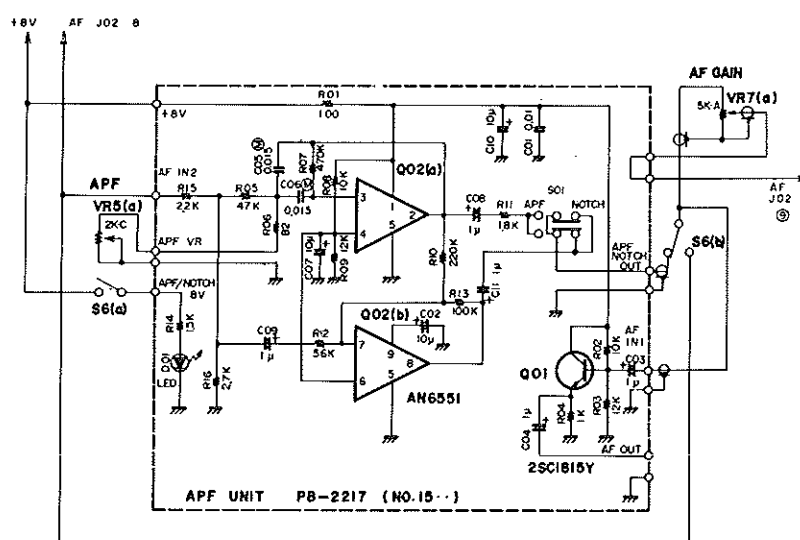 +8V
AF J02 8
AF GAIN
VR7(a)
5K·A
R01
100
+8V
C10 10μ
C01 0.01
C05 Ⓜ
0.015
R07
470K
R08
10K
Q02(a)
AF IN2
R15
2.2K
R05
47K
C06 Ⓜ
0.015
3
1
2
4
5
C08
1μ
R11
1.8K
APF
S01
NOTCH
AF
J02
⑨
APF
VR5(a)
2KC
R06
82
APF VR
C07 10μ
R09 12K
R10
220K
C11 1μ
APF
NOTCH
OUT
S6(b)
S6(a)
APF/NOTCH
8V
R13
100K
Q02(b)
C02
10μ
R14
1.5K
D01
LED
C09
1μ
R12
56K
7
9
8
6
5
R16
2.7K
AN6551
Q01
R02
10K
AF
IN1
C03
1μ
R04
1K
R03
12K
C04 1μ
AF OUT
2SC1815Y
APF UNIT PB-2217 (NO.15··)